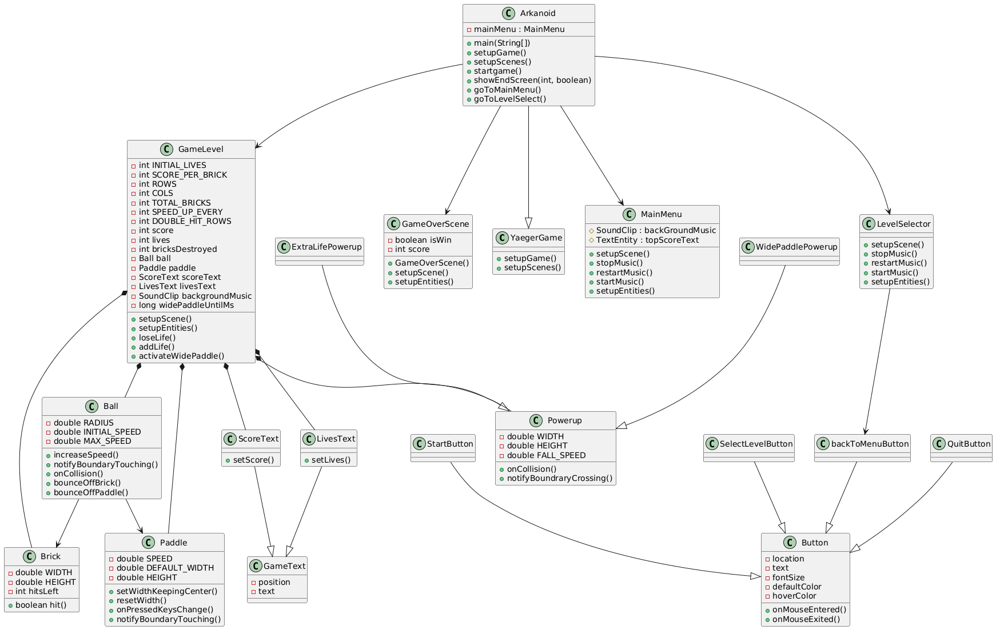 C Arkanoid
mainMenu : MainMenu
main(String[])
setupGame()
setupScenes()
startgame()
showEndScreen(int, boolean)
goToMainMenu()
goToLevelSelect()
C GameLevel
int INITIAL_LIVES
int SCORE_PER_BRICK
int ROWS
int COLS
int TOTAL_BRICKS
int SPEED_UP_EVERY
int DOUBLE_HIT_ROWS
int score
int lives
int bricksDestroyed
Ball ball
Paddle paddle
ScoreText scoreText
LivesText livesText
SoundClip backgroundMusic
long widePaddleUntilMs
setupScene()
setupEntities()
loseLife()
addLife()
activateWidePaddle()
C ExtraLifePowerup
C GameOverScene
boolean isWin
int score
GameOverScene()
setupScene()
setupEntities()
C YaegerGame
setupGame()
setupScenes()
C MainMenu
SoundClip : backGroundMusic
TextEntity : topScoreText
setupScene()
stopMusic()
restartMusic()
startMusic()
setupEntities()
C WidePaddlePowerup
C LevelSelector
setupScene()
stopMusic()
restartMusic()
startMusic()
setupEntities()
C Ball
double RADIUS
double INITIAL_SPEED
double MAX_SPEED
increaseSpeed()
notifyBoundaryTouching()
onCollision()
bounceOffBrick()
bounceOffPaddle()
C ScoreText
setScore()
C LivesText
setLives()
C StartButton
C Powerup
double WIDTH
double HEIGHT
double FALL_SPEED
onCollision()
notifyBoundraryCrossing()
C SelectLevelButton
C backToMenuButton
C QuitButton
C Brick
double WIDTH
double HEIGHT
int hitsLeft
boolean hit()
C Paddle
double SPEED
double DEFAULT_WIDTH
double HEIGHT
setWidthKeepingCenter()
resetWidth()
onPressedKeysChange()
notifyBoundaryTouching()
C GameText
position
text
C Button
location
text
fontSize
defaultColor
hoverColor
onMouseEntered()
onMouseExited()